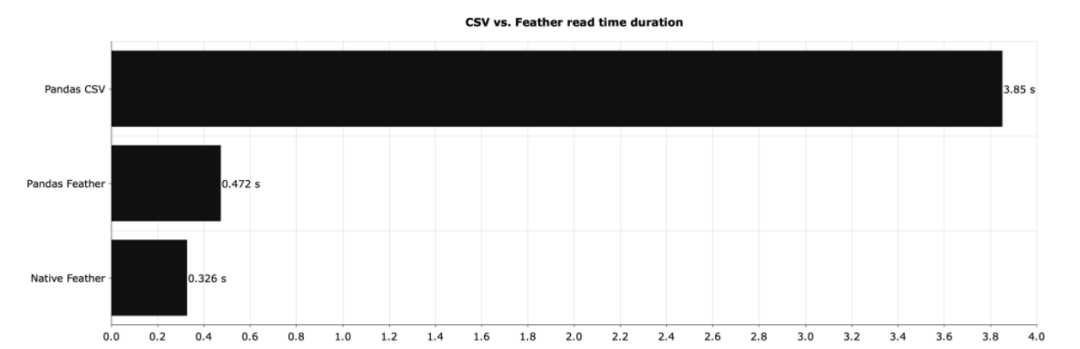 CSV vs. Feather read time duration
Pandas CSV
3.85 s
Pandas Feather
0.472 s
Native Feather
0.326 s
0.0 0.2 0.4 0.6 0.8 1.0 1.2 1.4 1.6 1.8 2.0 2.2 2.4 2.6 2.8 3.0 3.2 3.4 3.6 3.8 4.0